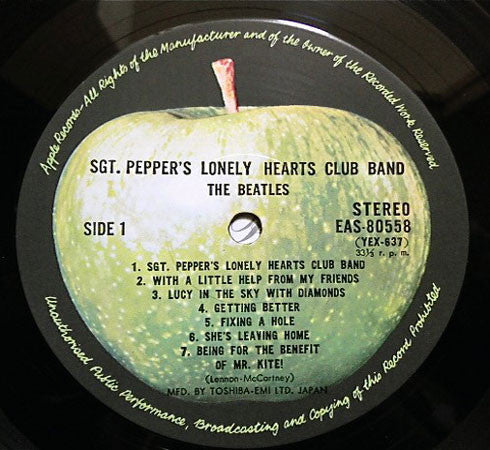 Apple Records-All Rights of the Manufacturer and of the Owner of the Recorded Work Reserved
SGT. PEPPER'S LONELY HEARTS CLUB BAND
THE BEATLES
SIDE 1
STEREO
EAS-80558
(YEX-637)
33⅓ r. p. m.
1. SGT. PEPPER'S LONELY HEARTS CLUB BAND
2. WITH A LITTLE HELP FROM MY FRIENDS
3. LUCY IN THE SKY WITH DIAMONDS
4. GETTING BETTER
5. FIXING A HOLE
6. SHE'S LEAVING HOME
7. BEING FOR THE BENEFIT
OF MR. KITE!
(Lennon-McCartney)
MFD. BY TOSHIBA-EMI LTD. JAPAN
Unauthorised Public Performance, Broadcasting and Copying of this Record Prohibited